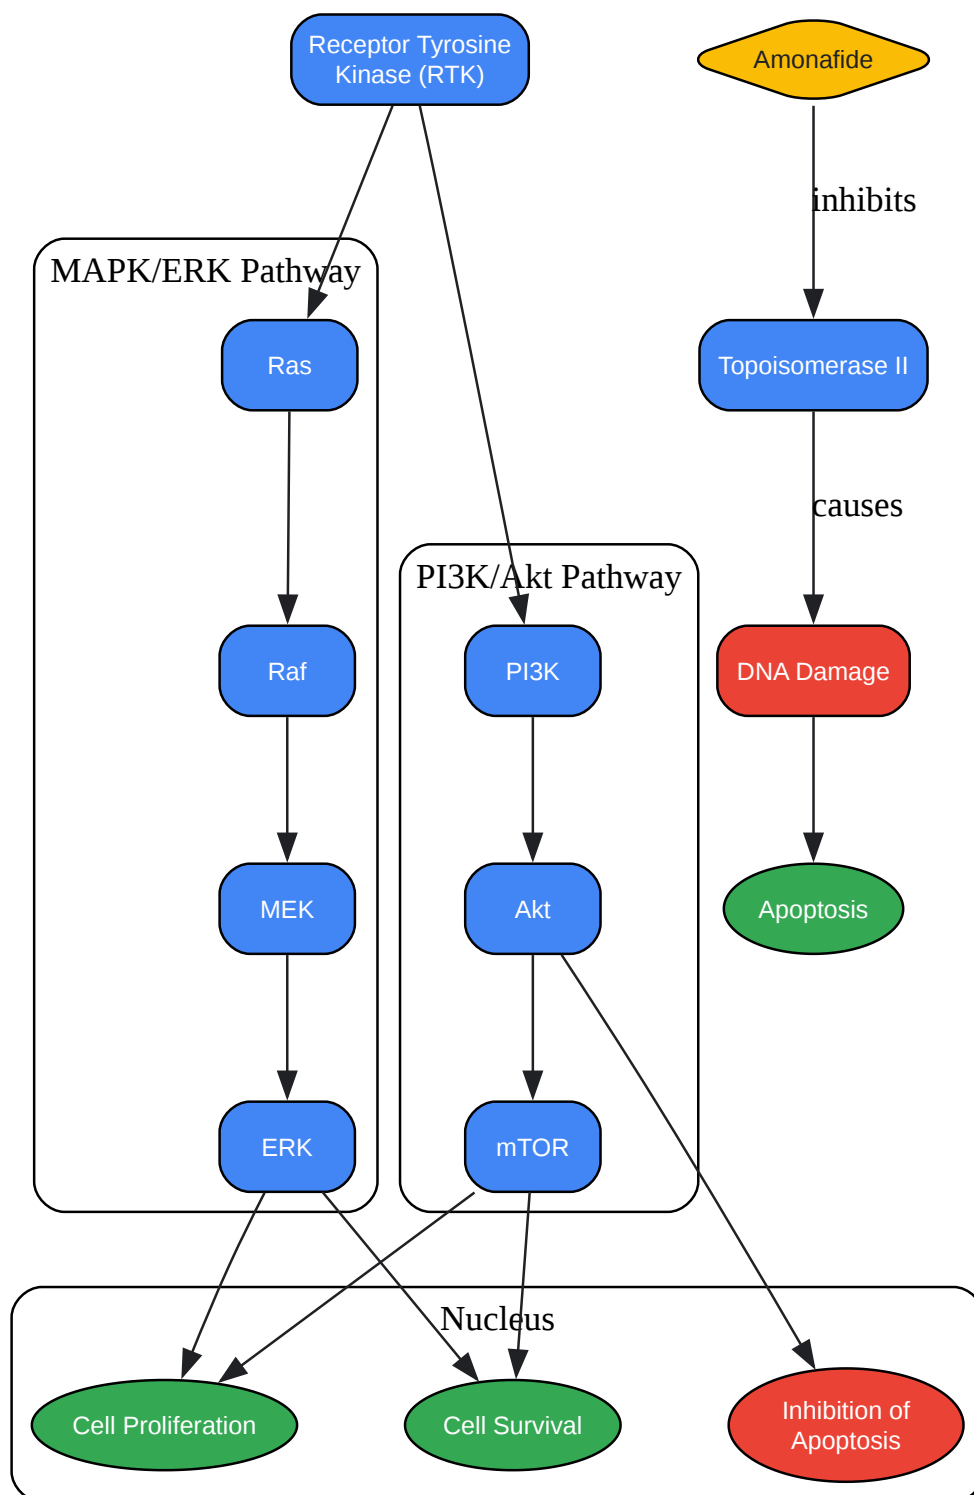 Receptor Tyrosine
Kinase (RTK)
Amonafide
inhibits
MAPK/ERK Pathway
Ras
Topoisomerase II
causes
PI3K/Akt Pathway
Raf
PI3K
DNA Damage
MEK
Akt
Apoptosis
ERK
mTOR
Nucleus
Cell Proliferation
Cell Survival
Inhibition of
Apoptosis